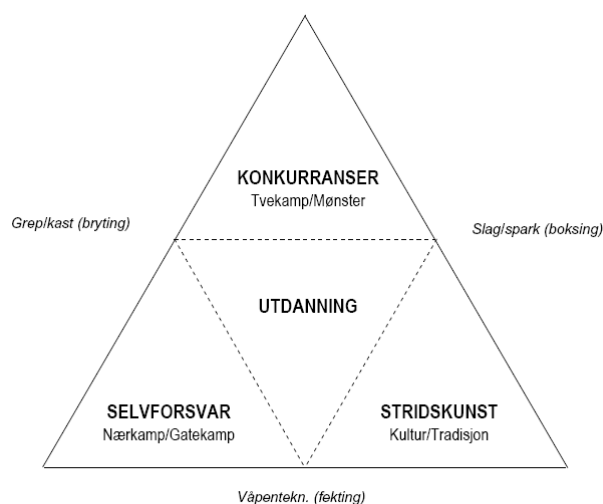 KONKURRANSER
Tvekamp/Mønster
Grep/kast (bryting)
Slag/spark (boksing)
UTDANNING
SELVFORSVAR
Nærkamp/Gatekamp
STRIDSKUNST
Kultur/Tradisjon
Våpentekn. (fekting)